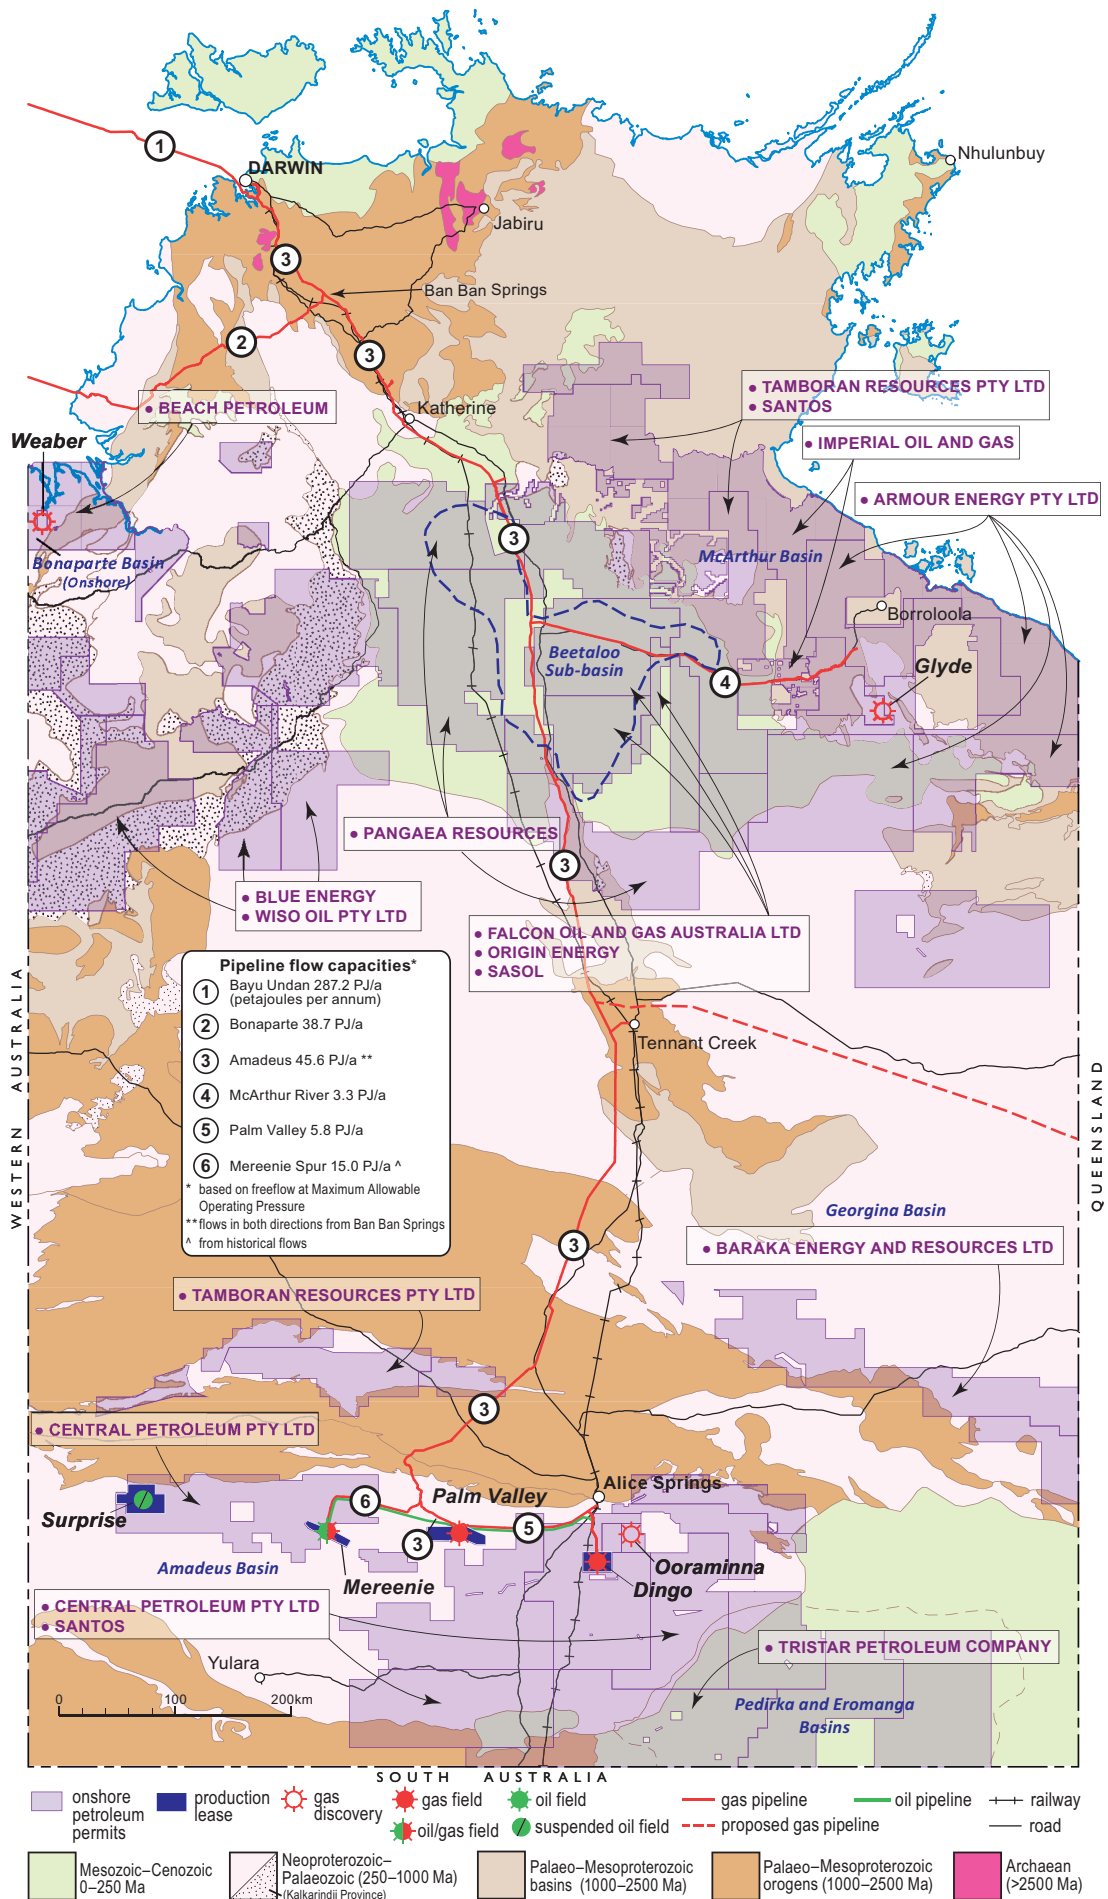 1
DARWIN
Nhulunbuy
Jabiru
3
Ban Ban Springs
2
3
TAMBORAN RESOURCES PTY LTD
SANTOS
BEACH PETROLEUM
Katherine
Weaber
IMPERIAL OIL AND GAS
ARMOUR ENERGY PTY LTD
3
McArthur Basin
Bonaparte Basin
(Onshore)
Borroloola
Beetaloo
Sub-basin
Glyde
4
PANGAEA RESOURCES
3
BLUE ENERGY
WISO OIL PTY LTD
FALCON OIL AND GAS AUSTRALIA LTD
ORIGIN ENERGY
SASOL
WESTERN AUSTRALIA
Pipeline flow capacities*
1 Bayu Undan 287.2 PJ/a
(petajoules per annum)
2 Bonaparte 38.7 PJ/a
3 Amadeus 45.6 PJ/a **
4 McArthur River 3.3 PJ/a
5 Palm Valley 5.8 PJ/a
6 Mereenie Spur 15.0 PJ/a ^
* based on freeflow at Maximum Allowable
Operating Pressure
** flows in both directions from Ban Ban Springs
^ from historical flows
Tennant Creek
QUEENSLAND
Georgina Basin
3
BARAKA ENERGY AND RESOURCES LTD
TAMBORAN RESOURCES PTY LTD
3
CENTRAL PETROLEUM PTY LTD
Alice Springs
6
Palm Valley
Surprise
5
3
Ooraminna
Amadeus Basin
Mereenie
Dingo
CENTRAL PETROLEUM PTY LTD
SANTOS
TRISTAR PETROLEUM COMPANY
Yulara
0 100 200km
Pedirka and Eromanga
Basins
SOUTH AUSTRALIA
onshore
petroleum
permits
production
lease
gas
discovery
gas field
oil/gas field
oil field
suspended oil field
gas pipeline
proposed gas pipeline
oil pipeline
railway
road
Mesozoic–Cenozoic
0–250 Ma
Neoproterozoic–
Palaeozoic (250–1000 Ma)
(Kalkarindji Province)
Palaeo–Mesoproterozoic
basins (1000–2500 Ma)
Palaeo–Mesoproterozoic
orogens (1000–2500 Ma)
Archaean
(>2500 Ma)